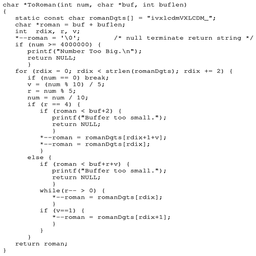 char *ToRoman(int num, char *buf, int buflen)
{
static const char romanDgts[] = "ivxlcdmVXLCDM_";
char *roman = buf + buflen;
int rdix, r, v;
*--roman = '\0'; /* null terminate return string */
if (num >= 4000000) {
printf("Number Too Big.\n");
return NULL;
}
for (rdix = 0; rdix < strlen(romanDgts); rdix += 2) {
if (num == 0) break;
v = (num % 10) / 5;
r = num % 5;
num = num / 10;
if (r == 4) {
if (roman < buf+2) {
printf("Buffer too small.");
return NULL;
}
*--roman = romanDgts[rdix+1+v];
*--roman = romanDgts[rdix];
}
else {
if (roman < buf+r+v) {
printf("Buffer too small.");
return NULL;
}
while(r-- > 0) {
*--roman = romanDgts[rdix];
}
if (v==1) {
*--roman = romanDgts[rdix+1];
}
}
}
return roman;
}